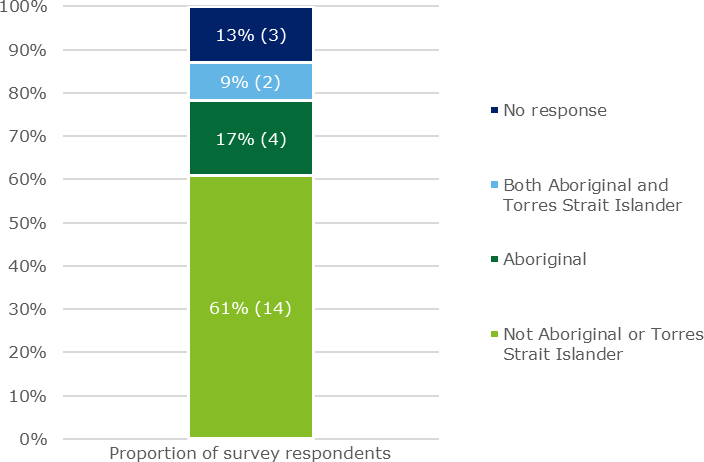 100%
90%
80%
70%
60%
50%
40%
30%
20%
10%
0%
13% (3)
9% (2)
17% (4)
61% (14)
Proportion of survey respondents
No response
Both Aboriginal and
Torres Strait Islander
Aboriginal
Not Aboriginal or Torres
Strait Islander